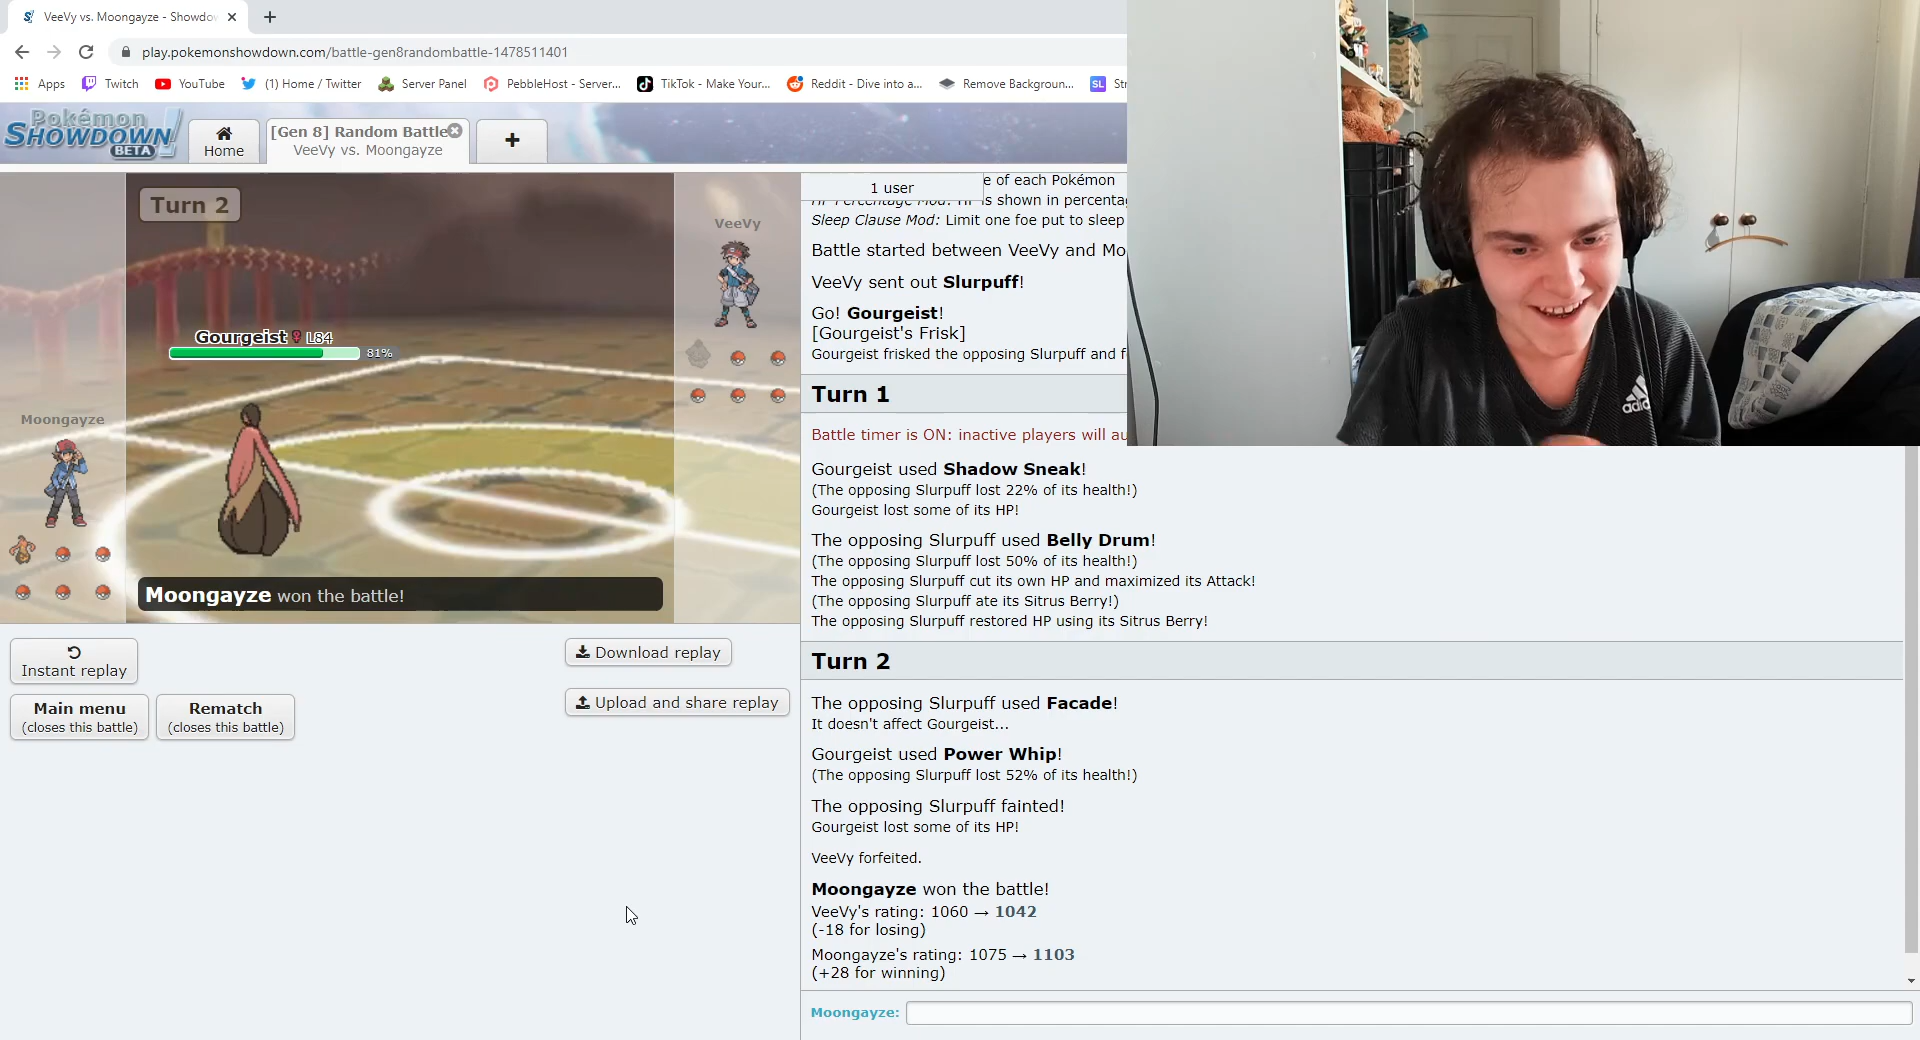 VeeVy vs. Moongayze - Showdo
play.pokemonshowdown.com/battle-gen8randombattle-1478511401
Apps
Twitch
YouTube
(1) Home / Twitter
Server Panel
PebbleHost - Server...
TikTok - Make Your...
Reddit - Dive into a...
Remove Backgroun...
SL
Str
Pokémon
SHOWDOWN!
BETA
Home
[Gen 8] Random Battle
VeeVy vs. Moongayze
Turn 2
VeeVy
Gourgeist L84
81%
Moongayze
Moongayze won the battle!
Instant replay
Download replay
Main menu
(closes this battle)
Rematch
(closes this battle)
Upload and share replay
1 user
e of each Pokémon
is shown in percenta
Sleep Clause Mod: Limit one foe put to sleep
Battle started between VeeVy and Mo
VeeVy sent out Slurpuff!
Go! Gourgeist!
[Gourgeist's Frisk]
Gourgeist frisked the opposing Slurpuff and f
Turn 1
Battle timer is ON: inactive players will au
Gourgeist used Shadow Sneak!
(The opposing Slurpuff lost 22% of its health!)
Gourgeist lost some of its HP!
The opposing Slurpuff used Belly Drum!
(The opposing Slurpuff lost 50% of its health!)
The opposing Slurpuff cut its own HP and maximized its Attack!
(The opposing Slurpuff ate its Sitrus Berry!)
The opposing Slurpuff restored HP using its Sitrus Berry!
Turn 2
The opposing Slurpuff used Facade!
It doesn't affect Gourgeist...
Gourgeist used Power Whip!
(The opposing Slurpuff lost 52% of its health!)
The opposing Slurpuff fainted!
Gourgeist lost some of its HP!
VeeVy forfeited.
Moongayze won the battle!
VeeVy's rating: 1060 → 1042
(-18 for losing)
Moongayze's rating: 1075 → 1103
(+28 for winning)
Moongayze:
adid